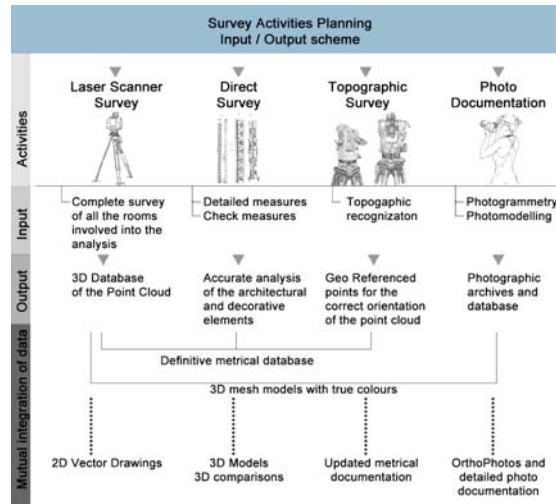 Survey Activities Planning
Input / Output scheme
Activities
Laser Scanner
Survey
Direct
Survey
Topographic
Survey
Photo
Documentation
Input
Complete survey
of all the rooms
involved into the
analysis
Detailed measures
Check measures
Topogaphic
recognizaton
Photogrammetry
Photomodelling
Output
3D Database
of the Point Cloud
Accurate analysis
of the architectural
and decorative
elements
Geo Referenced
points for the
correct orientation
of the point cloud
Photographic
archives and
database
Mutual integration of data
Definitive metrical database
3D mesh models with true colours
2D Vector Drawings
3D Models
3D comparisons
Updated metrical
documentation
OrthoPhotos and
detailed photo
documentation